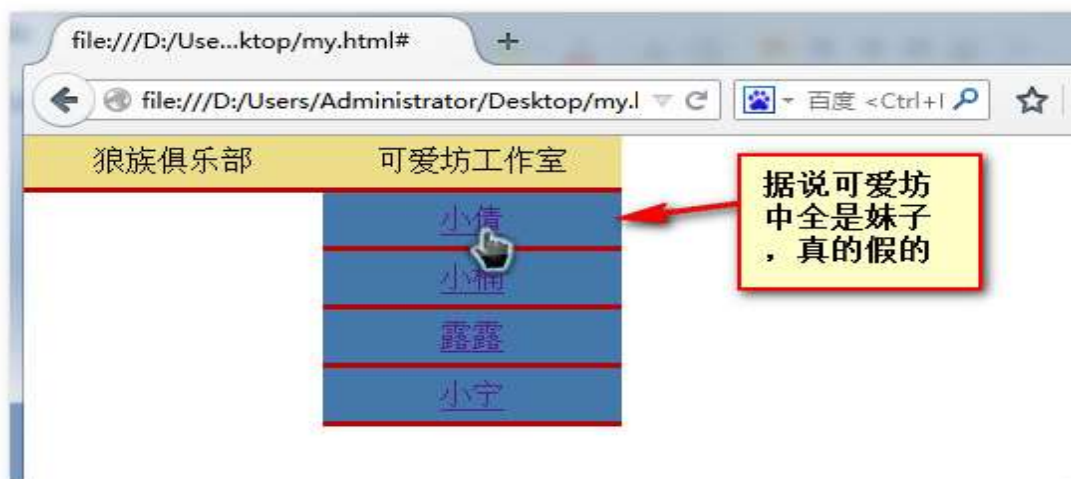 file:///D:/Use...ktop/my.html#
file:///D:/Users/Administrator/Desktop/my.l
百度 <Ctrl+I
狼族俱乐部
可爱坊工作室
据说可爱坊
中全是妹子
，真的假的
小倩
小楠
露露
小宁